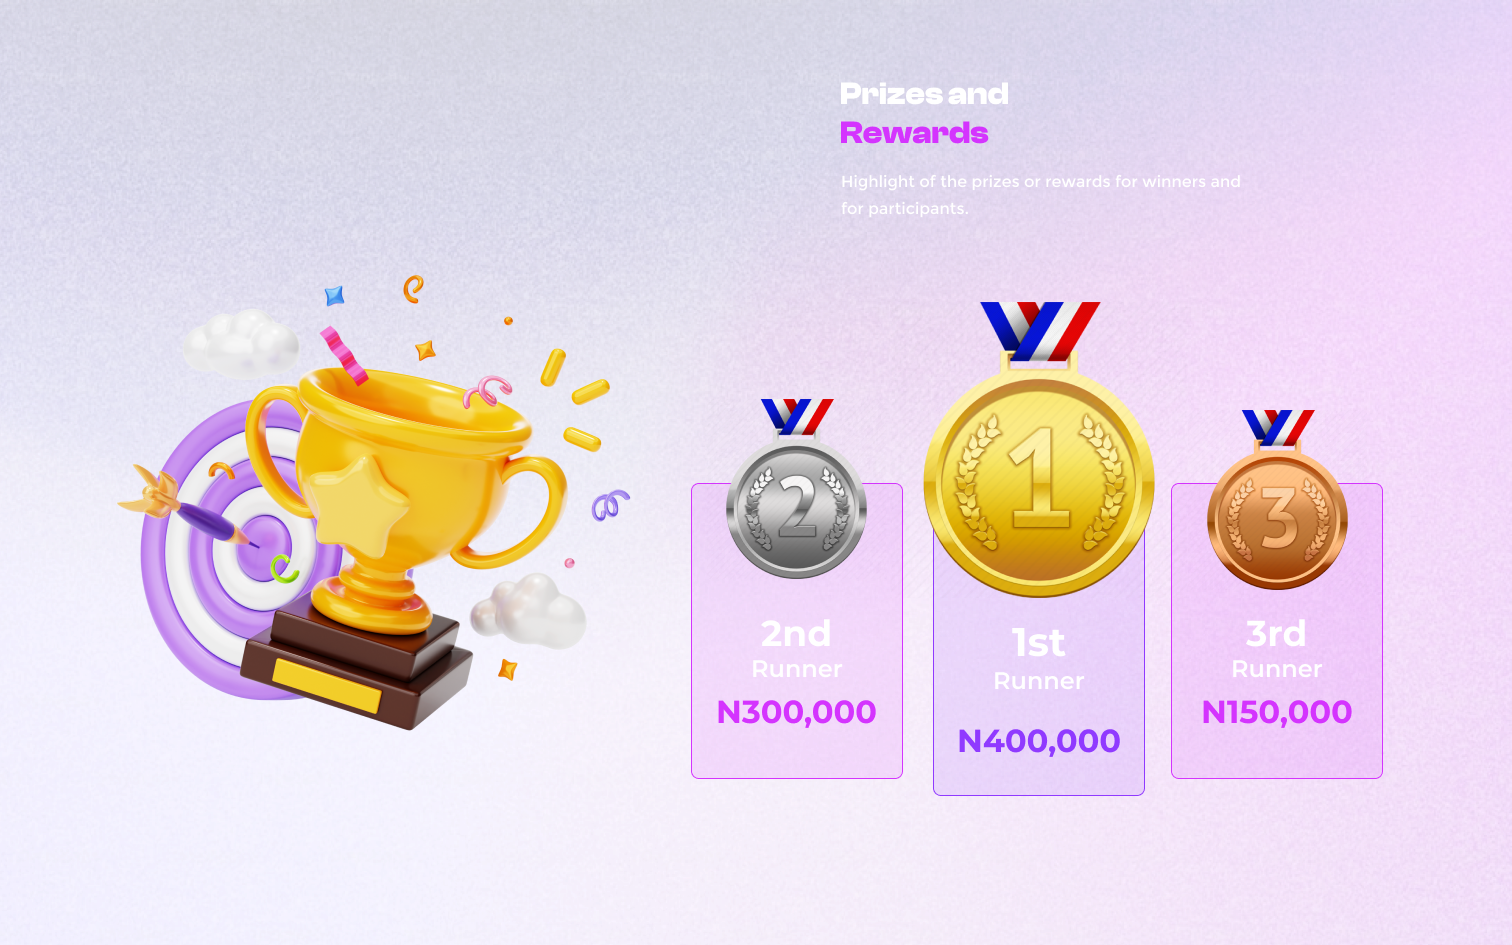 Prizes and
Rewards
Highlight of the prizes or rewards for winners and
for participants.
2
2nd
Runner
N300,000
1
1st
Runner
N400,000
3
3rd
Runner
N150,000